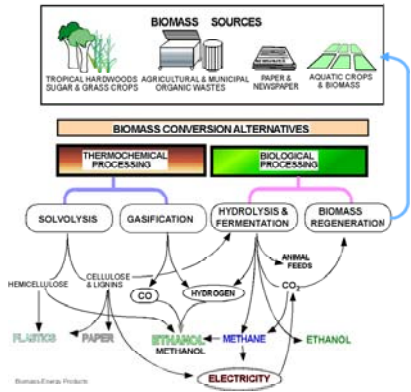 BIOMASS SOURCES
TROPICAL HARDWOODS
SUGAR & GRASS CROPS
AGRICULTURAL & MUNICIPAL
ORGANIC WASTES
PAPER &
NEWSPAPER
AQUATIC CROPS
& BIOMASS
BIOMASS CONVERSION ALTERNATIVES
THERMOCHEMICAL
PROCESSING
BIOLOGICAL
PROCESSING
SOLVOLYSIS
GASIFICATION
HYDROLYSIS &
FERMENTATION
BIOMASS
REGENERATION
HEMICELLULOSE
CELLULOSE
& LIGNINS
CO
HYDROGEN
ANIMAL
FEEDS
CO2
PLASTICS
PAPER
ETHANOL
METHANOL
METHANE
ETHANOL
ELECTRICITY
Biomass-Energy Products